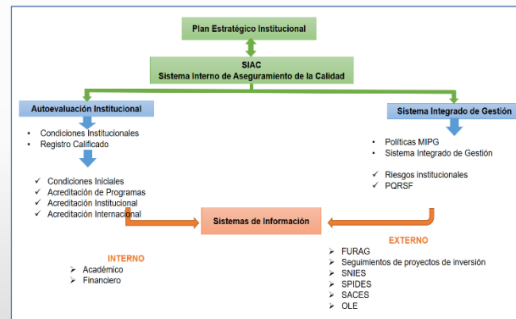 Plan Estratégico Institucional
SIAC
Sistema Interno de Aseguramiento de la Calidad
Autoevaluación Institucional
• Condiciones Institucionales
• Registro Calificado
✓ Condiciones Iniciales
✓ Acreditación de Programas
✓ Acreditación Institucional
✓ Acreditación Internacional
Sistema Integrado de Gestión
• Políticas MIPG
• Sistema Integrado de Gestión
✓ Riesgos institucionales
✓ PQRSF
Sistemas de Información
INTERNO
➢ Académico
➢ Financiero
EXTERNO
➢ FURAG
➢ Seguimientos de proyectos de inversión
➢ SNIES
➢ SPIDES
➢ SACES
➢ OLE